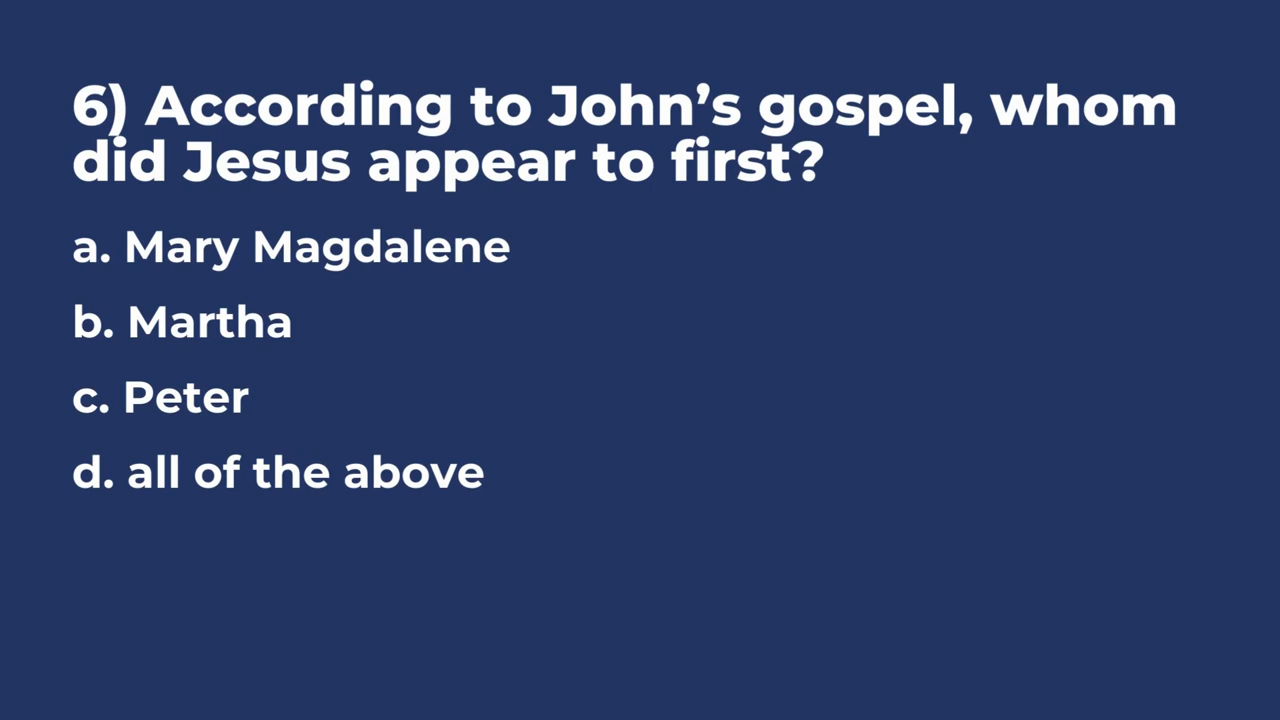 6) According to John’s gospel, whom
did Jesus appear to first?
a. Mary Magdalene
b. Martha
c. Peter
d. all of the above